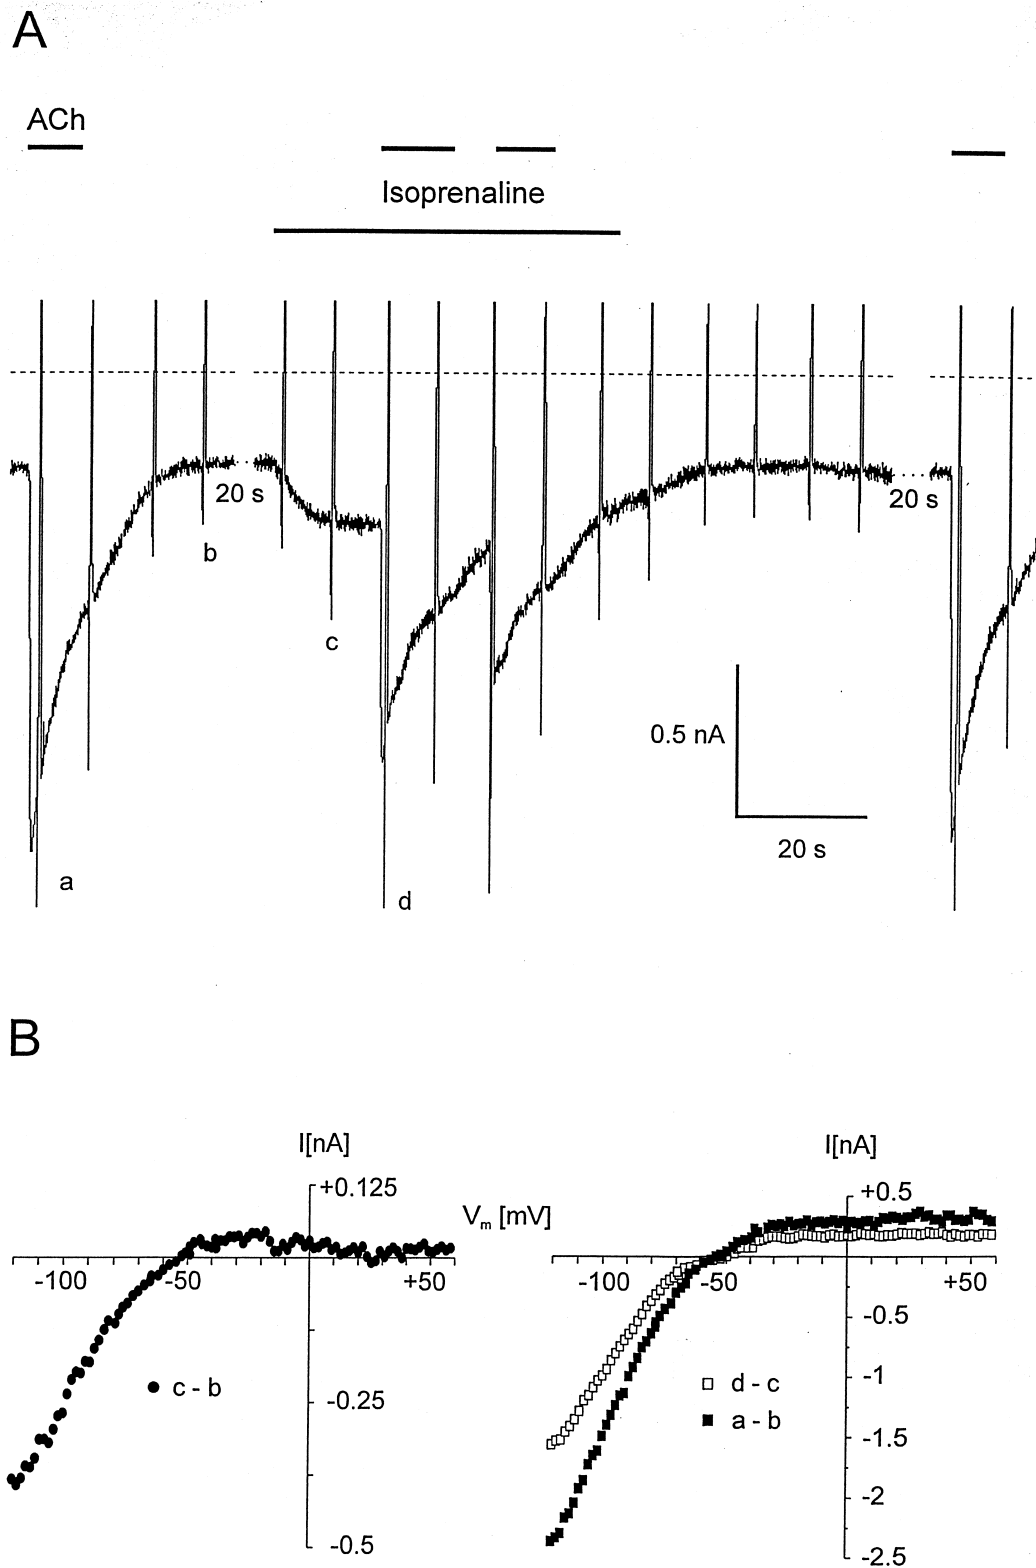 A
ACh
Isoprenaline
20 s
20 s
b
c
0.5 nA
20 s
a
d
B
I[nA]
I[nA]
+0.125
+0.5
Vm [mV]
-100
-50
+50
-100
-50
+50
-0.5
c - b
d - c
-1
-0.25
a - b
-1.5
-2
-0.5
-2.5